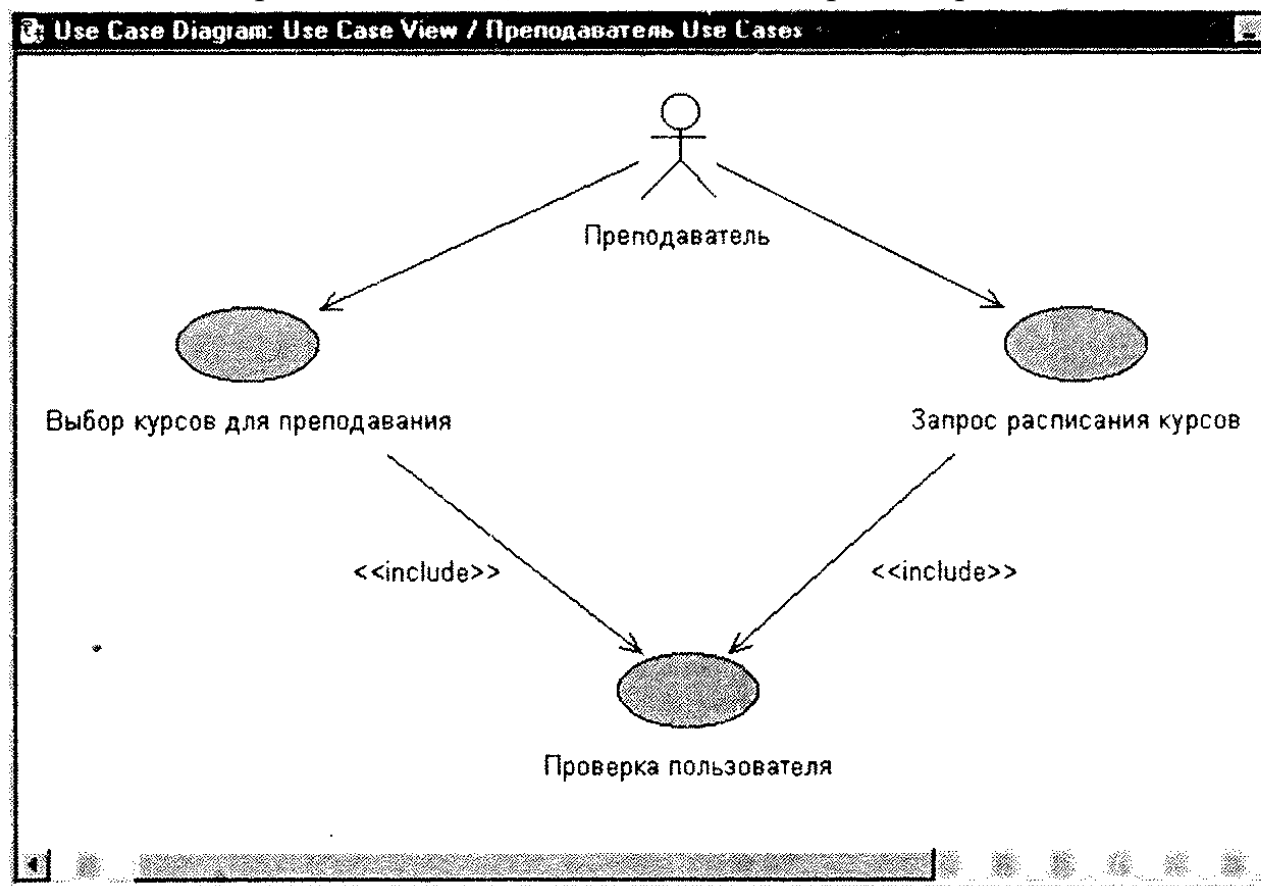 Use Case Diagram: Use Case View / Преподаватель Use Cases
Преподаватель
Выбор курсов для преподавания
Запрос расписания курсов
<<include>>
<<include>>
Проверка пользователя